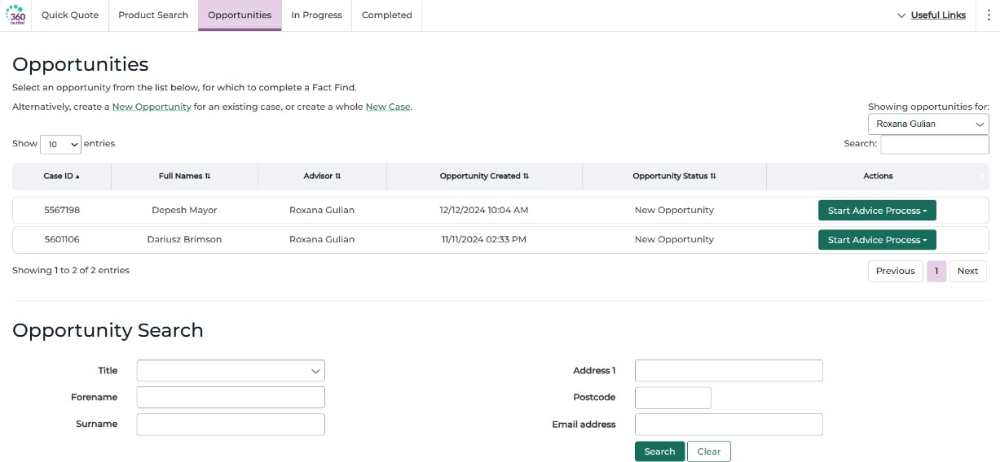 360
factfind
Quick Quote Product Search Opportunities In Progress Completed Useful Links
Opportunities
Select an opportunity from the list below, for which to complete a Fact Find.
Alternatively, create a New Opportunity for an existing case, or create a whole New Case.
Showing opportunities for:
Roxana Gulian
Show 10 entries Search:
Case ID Full Names Advisor Opportunity Created Opportunity Status Actions
5567198 Depesh Mayor Roxana Gulian 12/12/2024 10:04 AM New Opportunity Start Advice Process
5601106 Dariusz Brimson Roxana Gulian 11/11/2024 02:33 PM New Opportunity Start Advice Process
Showing 1 to 2 of 2 entries Previous 1 Next
Opportunity Search
Title Address 1
Forename Postcode
Surname Email address
Search Clear